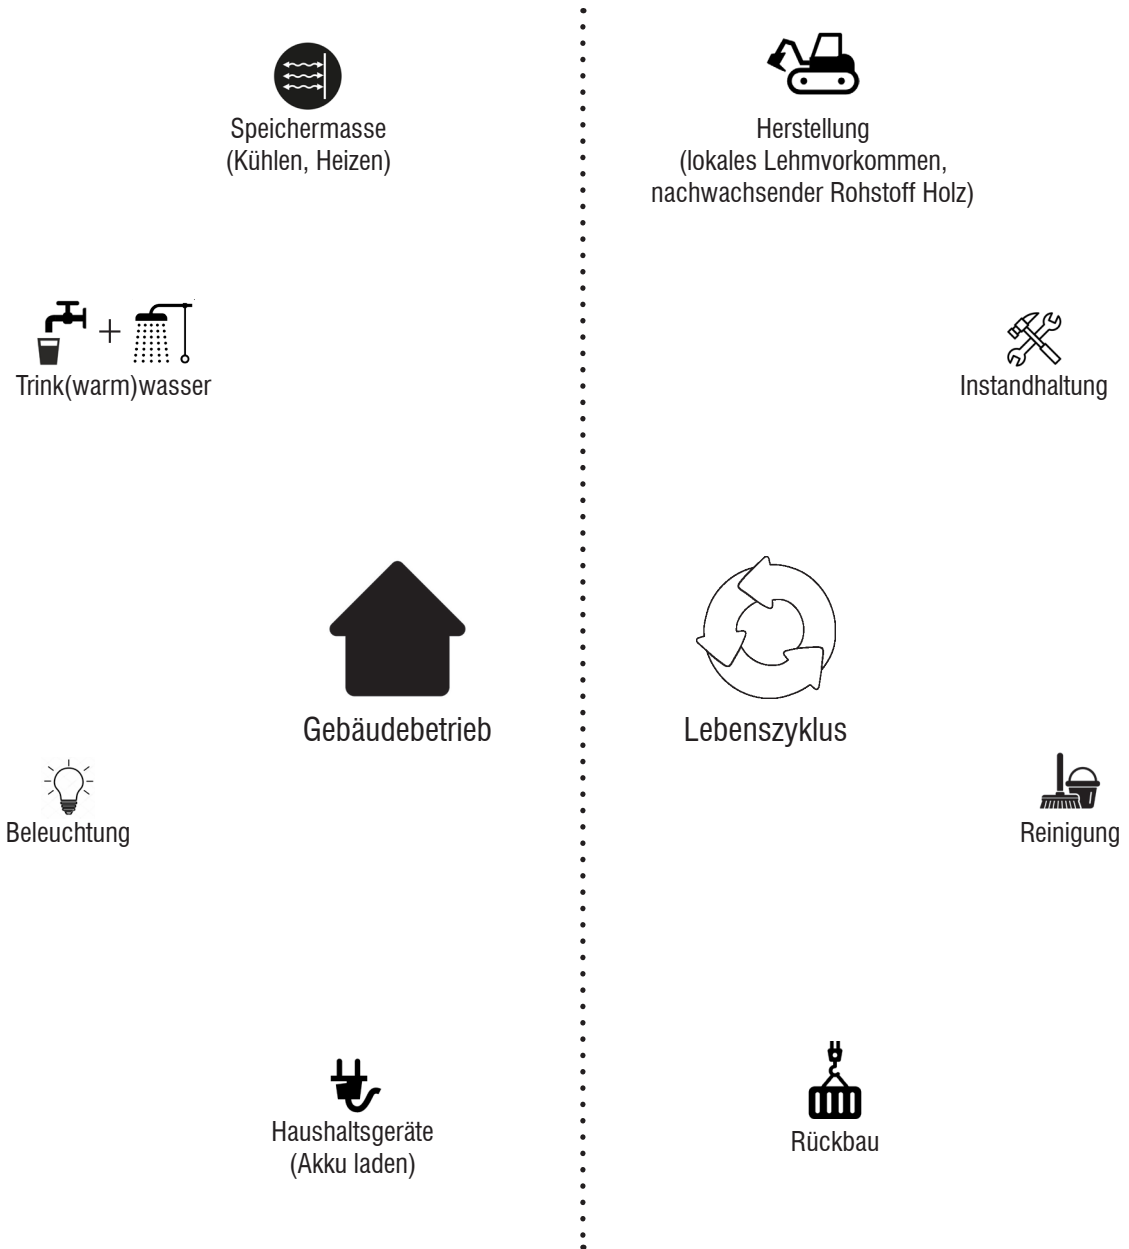 Speichermasse
(Kühlen, Heizen)
Herstellung
(lokales Lehmvorkommen,
nachwachsender Rohstoff Holz)
Trink(warm)wasser
Instandhaltung
Gebäudebetrieb
Lebenszyklus
Beleuchtung
Reinigung
Haushaltsgeräte
(Akku laden)
Rückbau